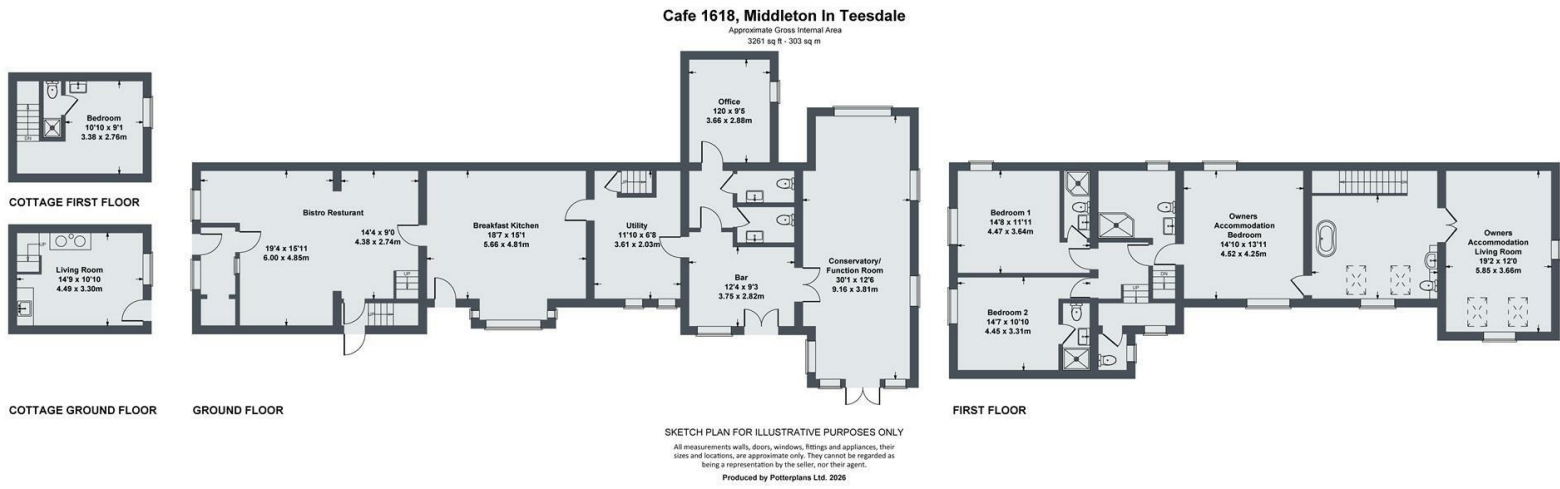 Cafe 1618, Middleton In Teesdale
Approximate Gross Internal Area
3261 sq ft - 303 sq m
Bedroom
10'10 x 9'1
3.38 x 2.76m
DN
COTTAGE FIRST FLOOR
UP
Living Room
14'9 x 10'10
4.49 x 3.30m
COTTAGE GROUND FLOOR
Bistro Resturant
14'4 x 9'0
4.38 x 2.74m
19'4 x 15'11
6.00 x 4.85m
UP
UP
Breakfast Kitchen
18'7 x 15'1
5.66 x 4.81m
UP
Utility
11'10 x 6'8
3.61 x 2.03m
Office
120 x 9'5
3.66 x 2.88m
Bar
12'4 x 9'3
3.75 x 2.82m
Conservatory/
Function Room
30'1 x 12'6
9.16 x 3.81m
GROUND FLOOR
Bedroom 1
14'8 x 11'11
4.47 x 3.64m
Bedroom 2
14'7 x 10'10
4.45 x 3.31m
UP
DN
Owners
Accommodation
Bedroom
14'10 x 13'11
4.52 x 4.25m
Owners
Accommodation
Living Room
19'2 x 12'0
5.85 x 3.66m
FIRST FLOOR
SKETCH PLAN FOR ILLUSTRATIVE PURPOSES ONLY
All measurements walls, doors, windows, fittings and appliances, their
sizes and locations, are approximate only. They cannot be regarded as
being a representation by the seller, nor their agent.
Produced by Potterplans Ltd. 2026